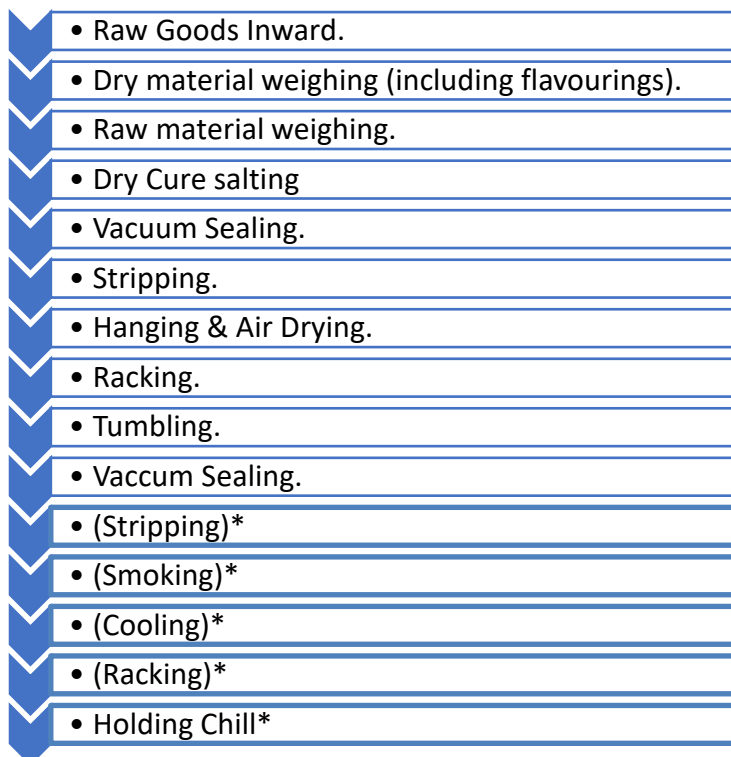 • Raw Goods Inward.
• Dry material weighing (including flavourings).
• Raw material weighing.
• Dry Cure salting
• Vacuum Sealing.
• Stripping.
• Hanging & Air Drying.
• Racking.
• Tumbling.
• Vaccum Sealing.
• (Stripping)*
• (Smoking)*
• (Cooling)*
• (Racking)*
• Holding Chill*